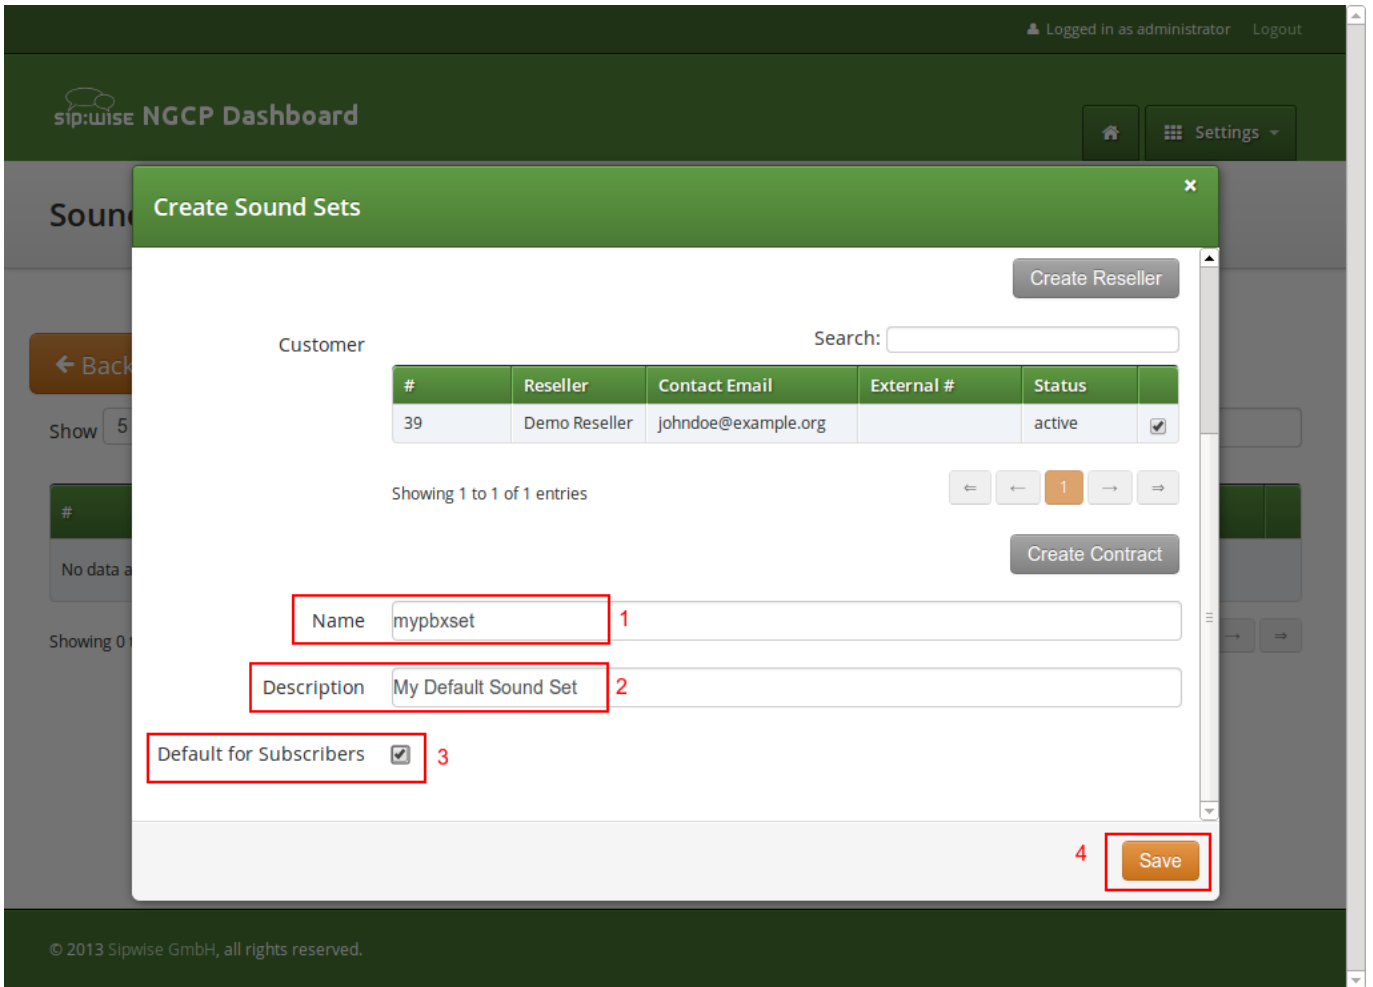 Logged in as administrator Logout
sip:wise NGCP Dashboard
Settings
Soun
Create Sound Sets
×
Create Reseller
Customer
Search:
# Reseller Contact Email External # Status
39 Demo Reseller johndoe@example.org active
Back
Show 5
Showing 1 to 1 of 1 entries
⇐ ← 1 → ⇒
#
Create Contract
No data a
Name mypbxset 1
Showing 0 t
→ ⇒
Description My Default Sound Set 2
Default for Subscribers 3
4 Save
© 2013 Sipwise GmbH, all rights reserved.